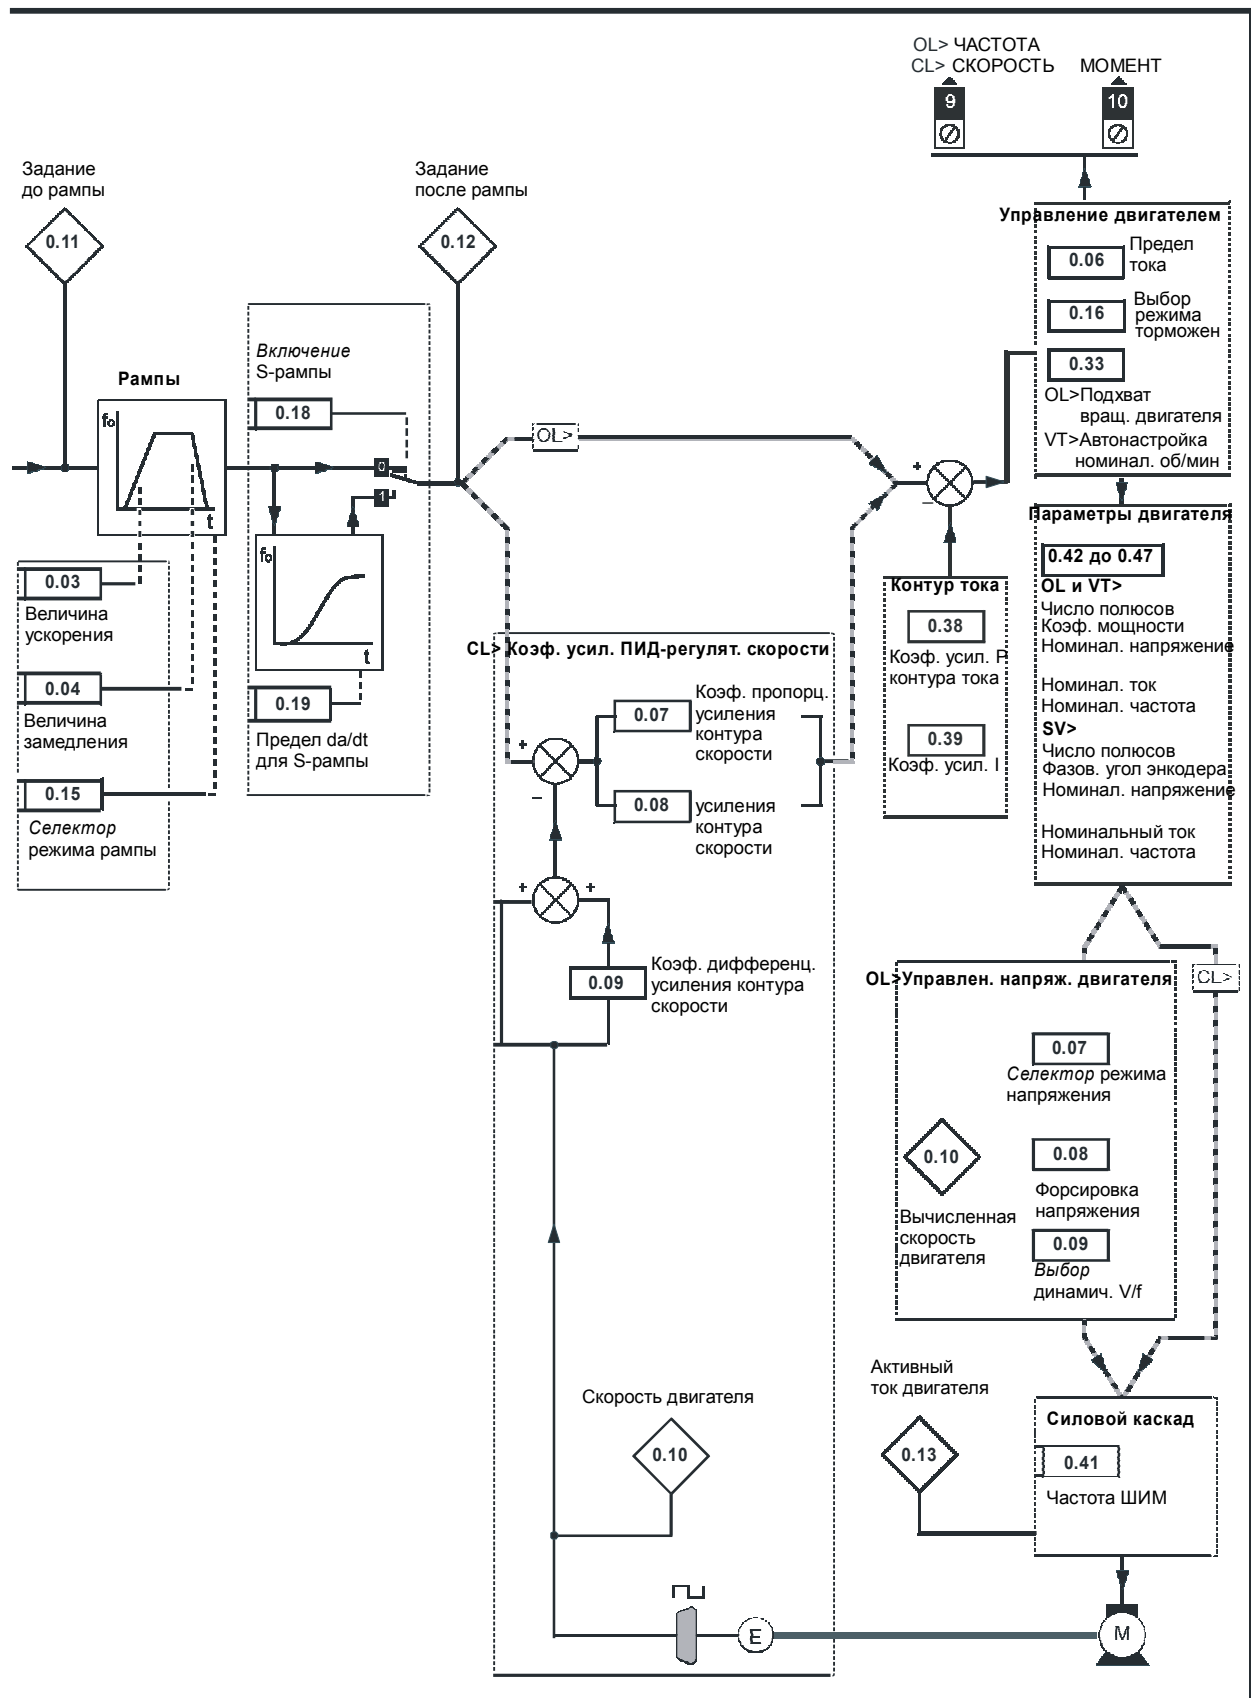 OL> ЧАСТОТА
CL> СКОРОСТЬ
МОМЕНТ
9
10
Задание
до рампы
0.11
Задание
после рампы
0.12
Управление двигателем
0.06
Предел
тока
0.16
Выбор
режима
торможен
0.33
OL>Подхват
вращ. двигателя
VT>Автонастройка
номинал. об/мин
Включение
S-рампы
0.18
0
1
Рампы
fo
t
fo
t
OL>
+
−
0.03
Величина
ускорения
0.04
Величина
замедления
0.15
Селектор
режима рампы
0.19
Предел da/dt
для S-рампы
Параметры двигателя
0.42 до 0.47
OL и VT>
Число полюсов
Коэф. мощности
Номинал. напряжение
Номинал. ток
Номинал. частота
SV>
Число полюсов
Фазов. угол энкодера
Номинал. напряжение
Номинальный ток
Номинал. частота
Контур тока
0.38
Коэф. усил. P
контура тока
0.39
Коэф. усил. I
CL> Коэф. усил. ПИД-регулят. скорости
0.07
Коэф. пропорц.
усиления
контура
скорости
0.08
усиления
контура
скорости
+
−
+
+
0.09
Коэф. дифференц.
усиления контура
скорости
OL>Управлен. напряж. двигателя
CL>
0.07
Селектор режима
напряжения
0.10
Вычисленная
скорость
двигателя
0.08
Форсировка
напряжения
0.09
Выбор
динамич. V/f
Активный
ток двигателя
0.13
Скорость двигателя
0.10
Силовой каскад
0.41
Частота ШИМ
E
M